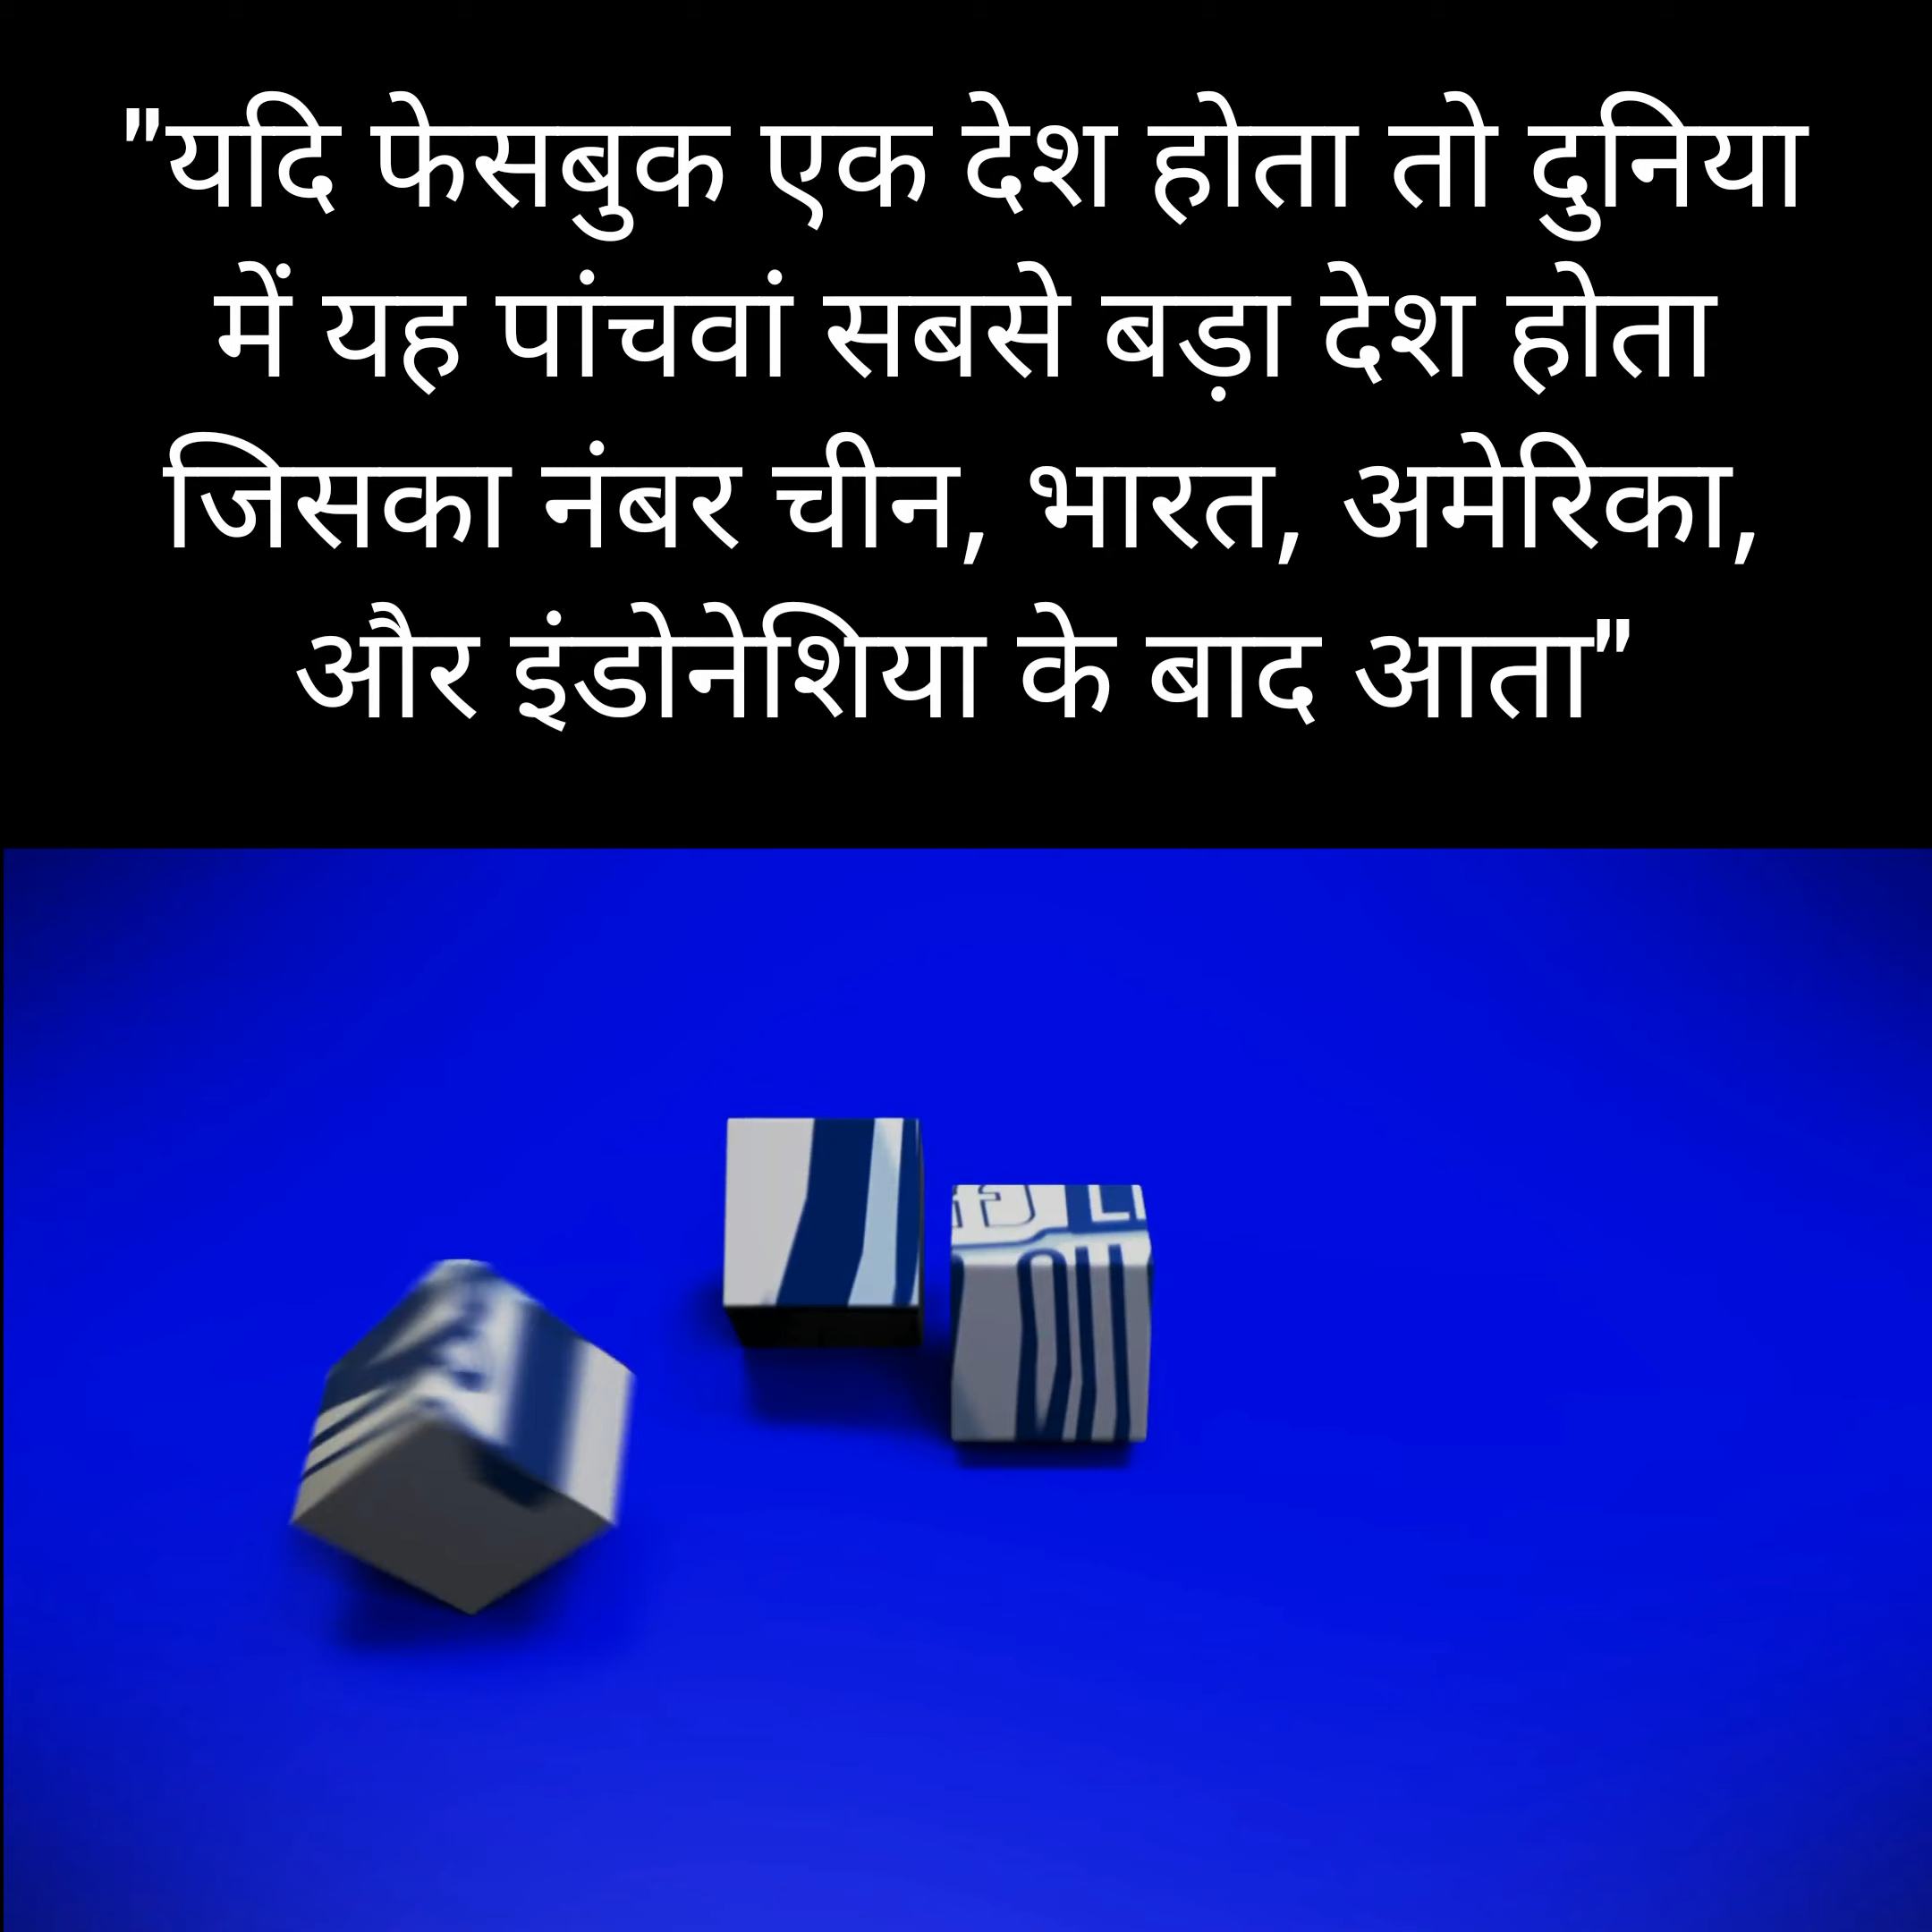 "यदि फेसबुक एक देश होता तो दुनिया
में यह पांचवां सबसे बड़ा देश होता
जिसका नंबर चीन, भारत, अमेरिका,
और इंडोनेशिया के बाद आता"